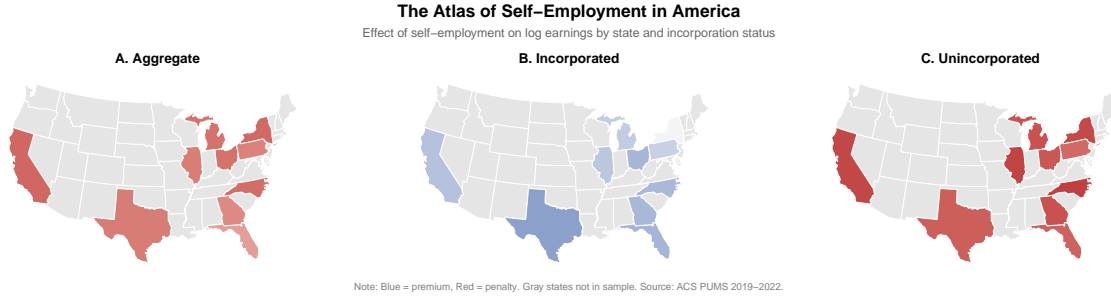 The Atlas of Self−Employment in America
Effect of self−employment on log earnings by state and incorporation status
A. Aggregate
B. Incorporated
C. Unincorporated
Note: Blue = premium, Red = penalty. Gray states not in sample. Source: ACS PUMS 2019−2022.